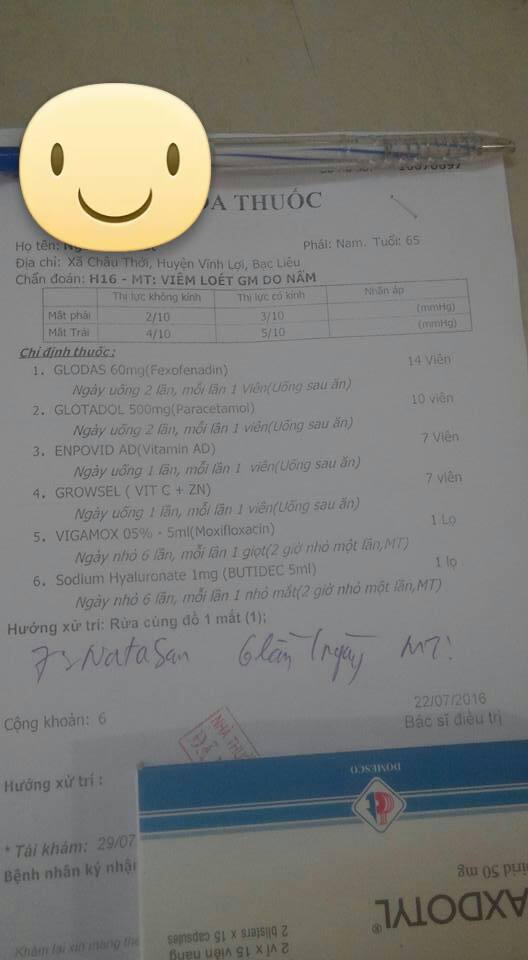 10070097
A THUỐC
Họ tên: Phái: Nam. Tuổi: 65
Địa chỉ: Xã Châu Thới, Huyện Vĩnh Lợi, Bạc Liêu
Chẩn đoán: H16 - MT: VIÊM LOÉT GM DO NẤM
Thị lực không kính Thị lực có kính Nhãn áp
Mắt phải 2/10 3/10 (mmHg)
Mắt Trái 4/10 5/10 (mmHg)
Chỉ định thuốc:
1. GLODAS 60mg(Fexofenadin) 14 Viên
Ngày uống 2 lần, mỗi lần 1 Viên(Uống sau ăn)
2. GLOTADOL 500mg(Paracetamol) 10 viên
Ngày uống 2 lần, mỗi lần 1 viên(Uống sau ăn)
3. ENPOVID AD(Vitamin AD) 7 Viên
Ngày uống 1 lần, mỗi lần 1 viên(Uống sau ăn)
4. GROWSEL ( VIT C + ZN) 7 viên
Ngày uống 1 lần, mỗi lần 1 viên(Uống sau ăn)
5. VIGAMOX 05% - 5ml(Moxifloxacin) 1 Lọ
Ngày nhỏ 6 lần, mỗi lần 1 giọt(2 giờ nhỏ một lần,MT)
6. Sodium Hyaluronate 1mg (BUTIDEC 5ml) 1 lọ
Ngày nhỏ 6 lần, mỗi lần 1 nhỏ mắt(2 giờ nhỏ một lần,MT)
Hướng xử trí: Rửa cùng đồ 1 mắt (1);
NataSan 6 lần/ngày MT
22/07/2016
Cộng khoản: 6 Bác sĩ điều trị
NHÀ THUỐC
Hướng xử trí :
* Tái khám: 29/07
Bệnh nhân ký nhận
Khám lại xin mang the
DOMESCO
pirid 50 mg
AXDOTYL®
2 blisters x 15 capsules
2 vỉ x 15 viên nang